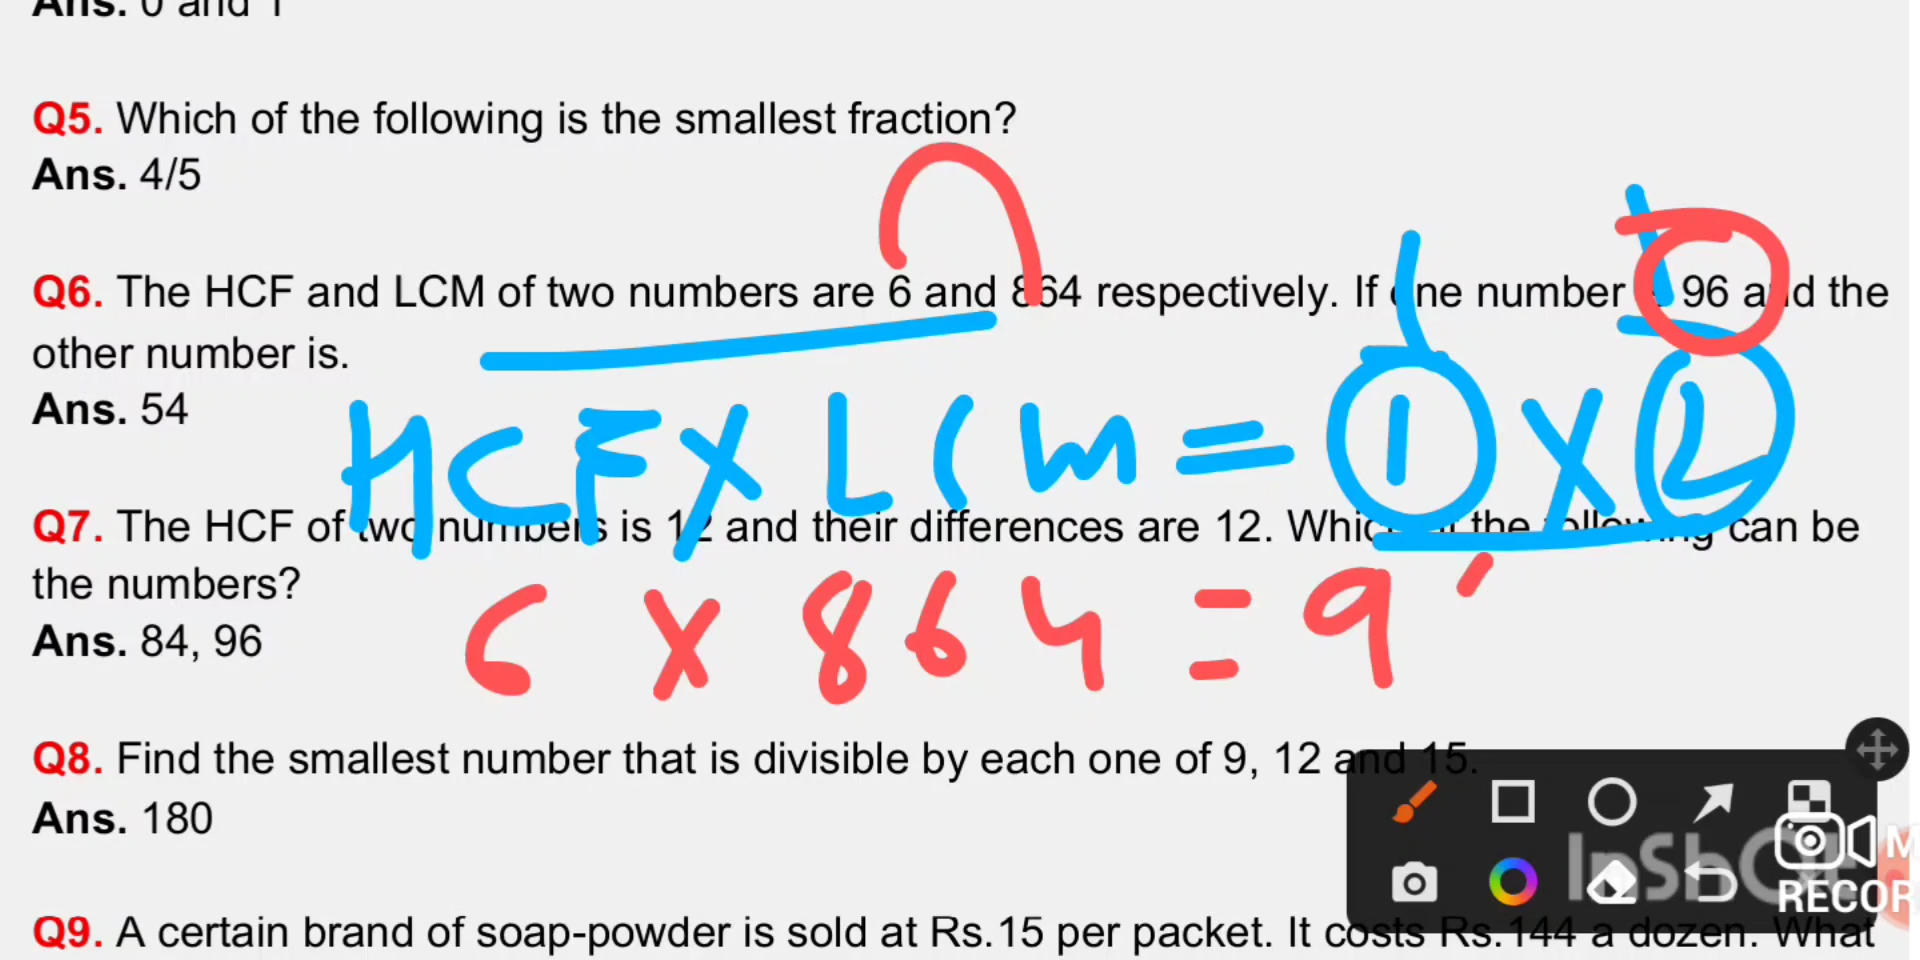 Ans. 0 and 1
Q5. Which of the following is the smallest fraction?
Ans. 4/5
Q6. The HCF and LCM of two numbers are 6 and 864 respectively. If one number 96 and the
other number is.
Ans. 54
HCF X LCM = 1 X 2
Q7. The HCF of two numbers is 12 and their differences are 12. Which of the following can be
the numbers?
6 X 864 = 9
Ans. 84, 96
Q8. Find the smallest number that is divisible by each one of 9, 12 and 15.
Ans. 180
InSh
RECOR
Q9. A certain brand of soap-powder is sold at Rs.15 per packet. It costs Rs.144 a dozen. What